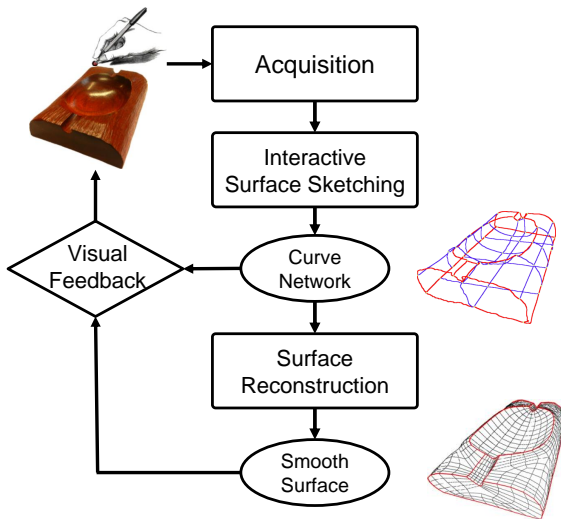 Acquisition
Interactive
Surface Sketching
Visual
Feedback
Curve
Network
Surface
Reconstruction
Smooth
Surface